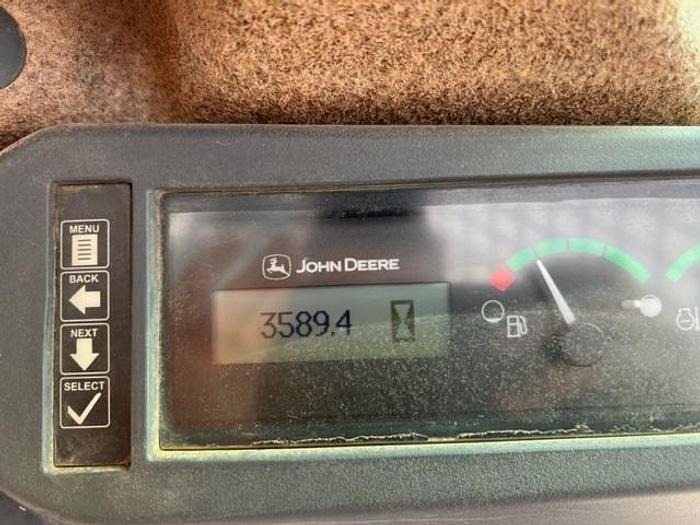 MENU
BACK
NEXT
SELECT
JOHN DEERE
3589.4